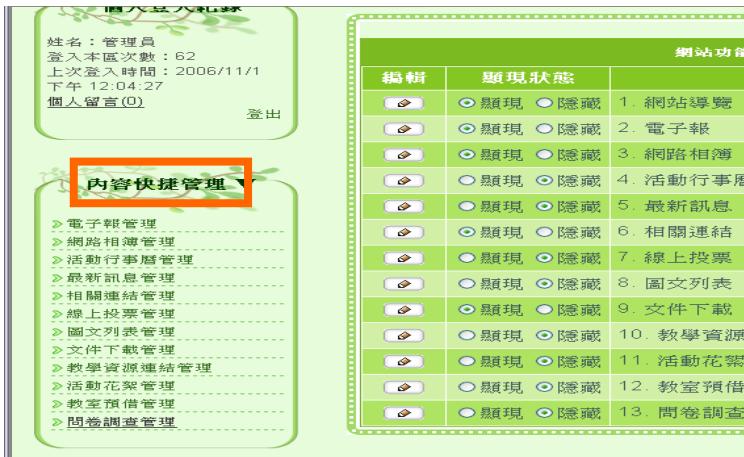 個人登入紀錄
姓名：管理員
登入本區次數：62
上次登入時間：2006/11/1
下午 12:04:27
個人留言(0)
登出
內容快捷管理 ▼
電子報管理
網路相簿管理
活動行事曆管理
最新訊息管理
相關連結管理
線上投票管理
圖文列表管理
文件下載管理
教學資源連結管理
活動花絮管理
教室預借管理
問卷調查管理
網站功能
編輯 顯現狀態
顯現 隱藏 1. 網站導覽
顯現 隱藏 2. 電子報
顯現 隱藏 3. 網路相簿
顯現 隱藏 4. 活動行事曆
顯現 隱藏 5. 最新訊息
顯現 隱藏 6. 相關連結
顯現 隱藏 7. 線上投票
顯現 隱藏 8. 圖文列表
顯現 隱藏 9. 文件下載
顯現 隱藏 10. 教學資源
顯現 隱藏 11. 活動花絮
顯現 隱藏 12. 教室預借
顯現 隱藏 13. 問卷調查